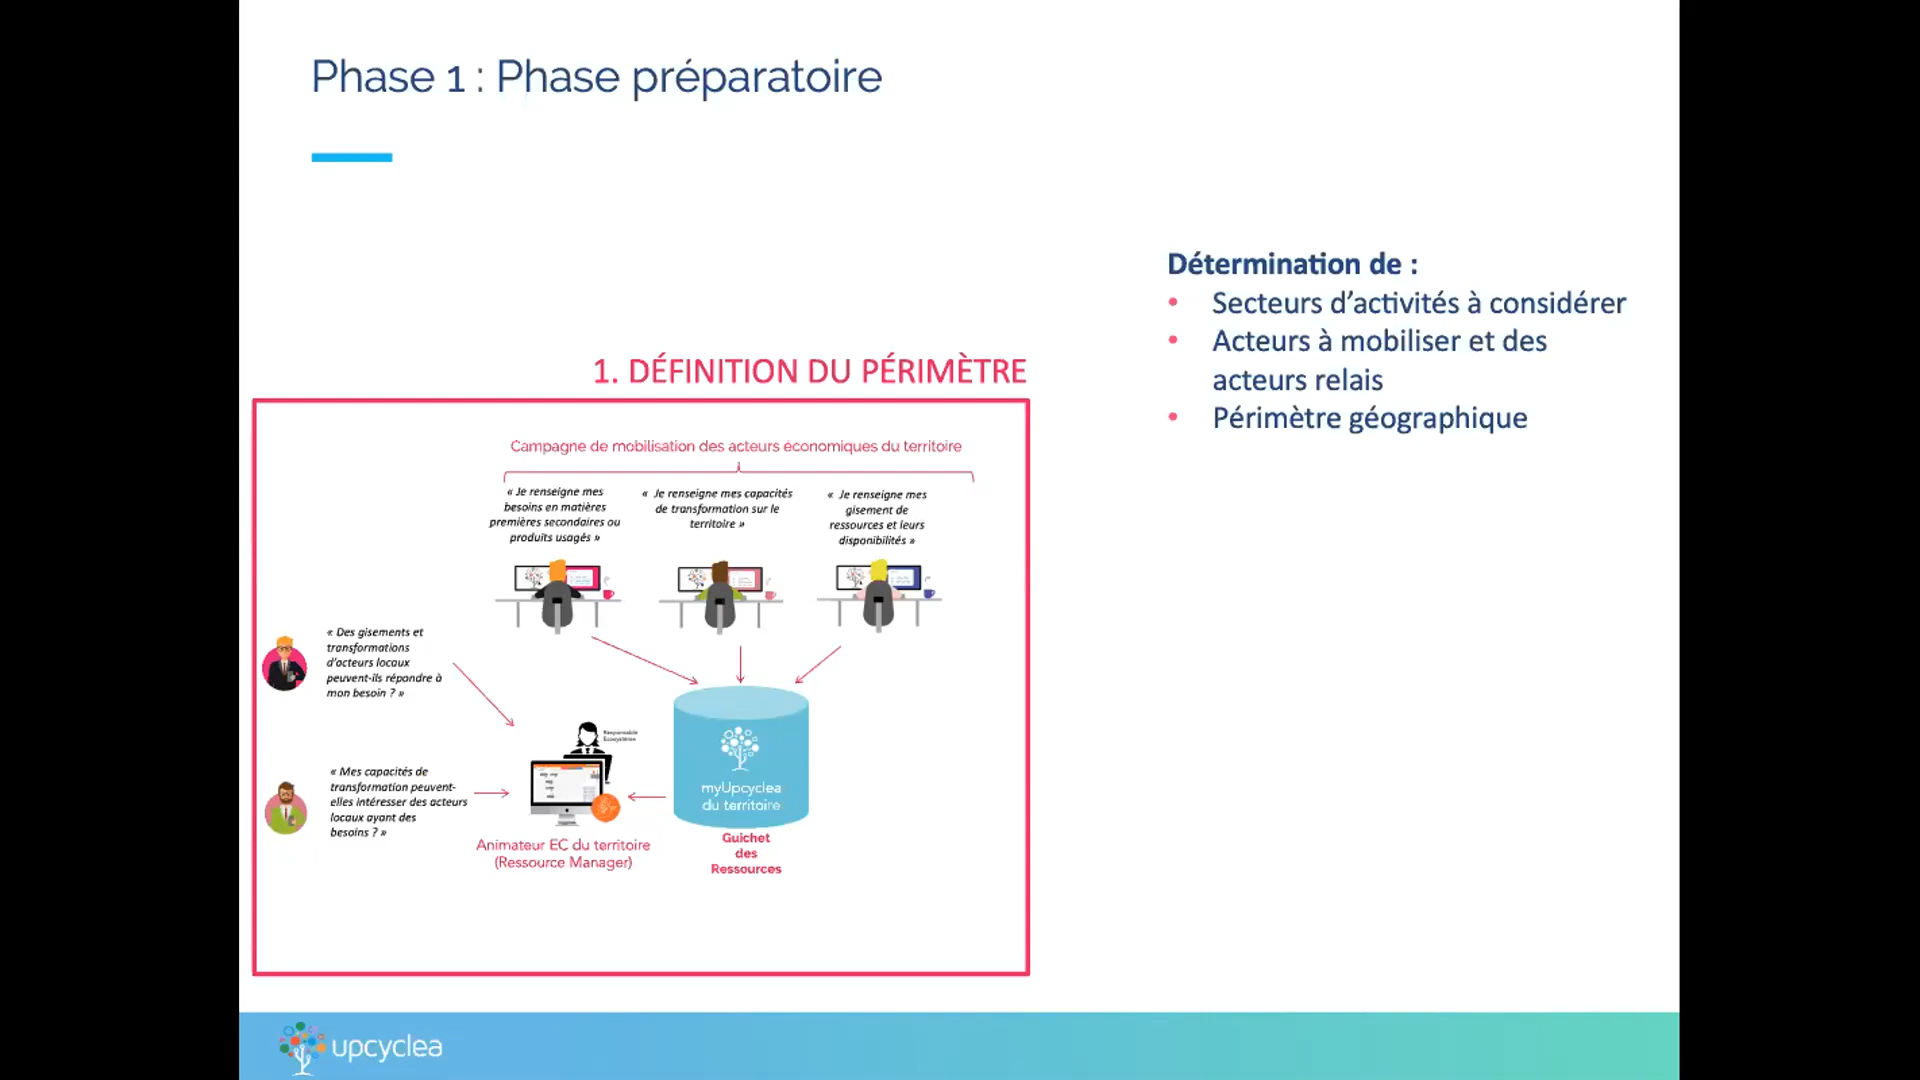 Phase 1 : Phase préparatoire
Détermination de :
• Secteurs d’activités à considérer
• Acteurs à mobiliser et des
acteurs relais
• Périmètre géographique
1. DÉFINITION DU PÉRIMÈTRE
Campagne de mobilisation des acteurs économiques du territoire
« Je renseigne mes
besoins en matières
premières secondaires ou
produits usagés »
« Je renseigne mes capacités
de transformation sur le
territoire »
« Je renseigne mes
gisement de
ressources et leurs
disponibilités »
« Des gisements et
transformations
d’acteurs locaux
peuvent-ils répondre à
mon besoin ? »
Responsable
Ecosystème
« Mes capacités de
transformation peuvent-
elles intéresser des acteurs
locaux ayant des
besoins ? »
myUpcyclea
du territoire
Animateur EC du territoire
(Ressource Manager)
Guichet
des
Ressources
upcyclea